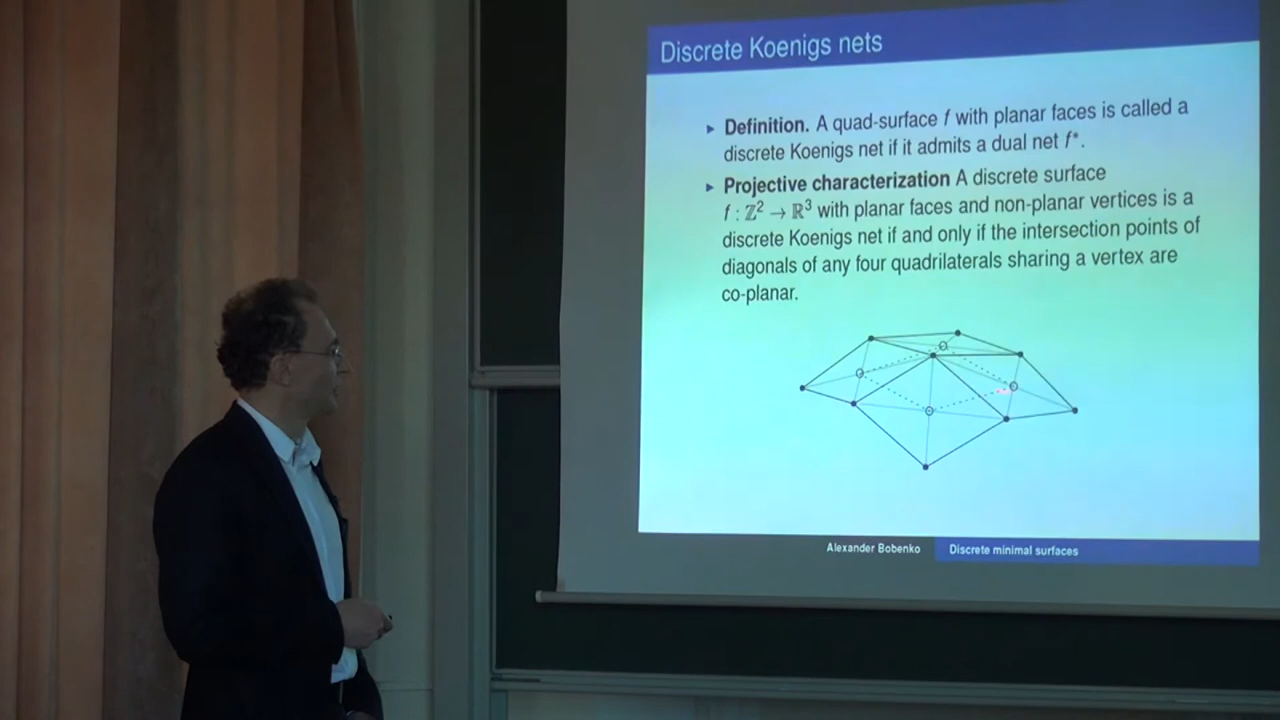 Discrete Koenigs nets
▸ Definition. A quad-surface f with planar faces is called a
discrete Koenigs net if it admits a dual net f*.
▸ Projective characterization A discrete surface
f : ℤ² → ℝ³ with planar faces and non-planar vertices is a
discrete Koenigs net if and only if the intersection points of
diagonals of any four quadrilaterals sharing a vertex are
co-planar.
Alexander Bobenko Discrete minimal surfaces